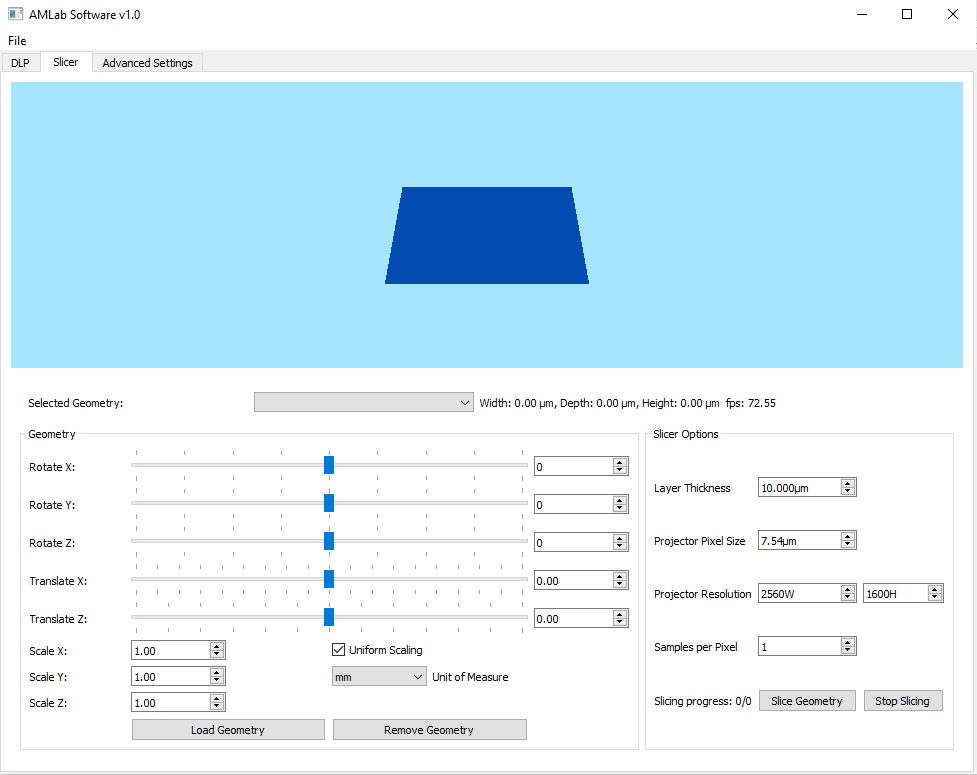 AMLab Software v1.0
File
DLP Slicer Advanced Settings
Selected Geometry: Width: 0.00 µm, Depth: 0.00 µm, Height: 0.00 µm fps: 72.55
Geometry
Rotate X: 0
Rotate Y: 0
Rotate Z: 0
Translate X: 0.00
Translate Z: 0.00
Scale X: 1.00 Uniform Scaling
Scale Y: 1.00 mm Unit of Measure
Scale Z: 1.00
Load Geometry Remove Geometry
Slicer Options
Layer Thickness 10.000µm
Projector Pixel Size 7.54µm
Projector Resolution 2560W 1600H
Samples per Pixel 1
Slicing progress: 0/0 Slice Geometry Stop Slicing